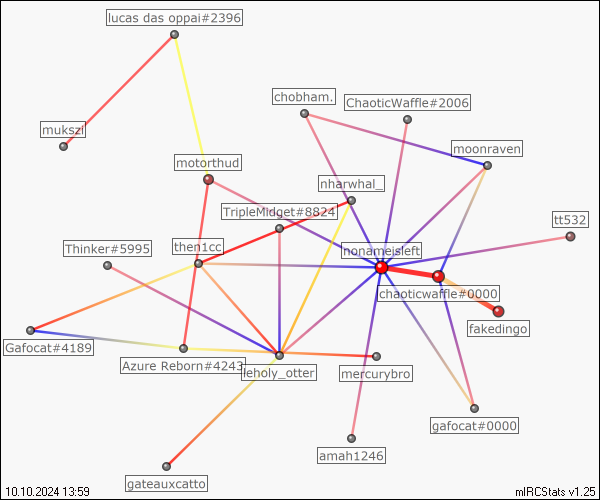 lucas das oppai#2396
chobham.
ChaoticWaffle#2006
mukszi
moonraven
motorthud
nharwhal_
TripleMidget#8824
tt532
Thinker#5995
then1cc
nonameisleft
chaoticwaffle#0000
fakedingo
Gafocat#4189
Azure Reborn#4243
leholy_otter
mercurybro
gafocat#0000
amah1246
gateauxcatto
10.10.2024 13:59
mIRCStats v1.25